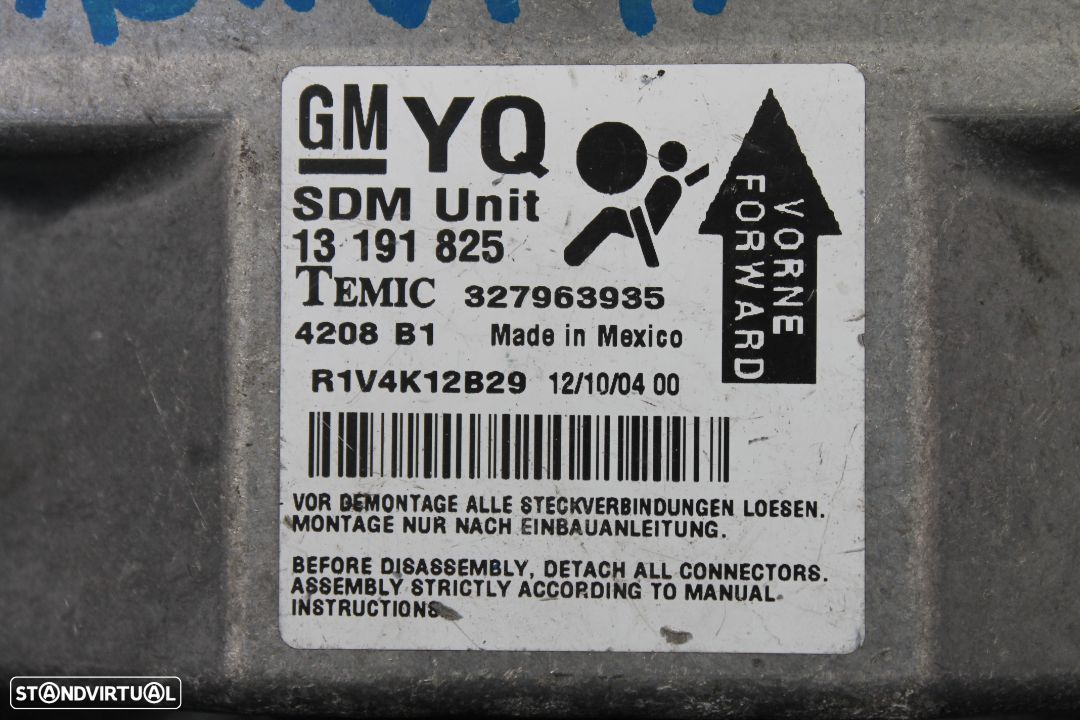 GM YQ
SDM Unit
13 191 825
TEMIC 327963935
4208 B1 Made in Mexico
R1V4K12B29 12/10/04 00
VORNE
FORWARD
VOR DEMONTAGE ALLE STECKVERBINDUNGEN LOESEN.
MONTAGE NUR NACH EINBAUANLEITUNG.
BEFORE DISASSEMBLY, DETACH ALL CONNECTORS.
ASSEMBLY STRICTLY ACCORDING TO MANUAL
INSTRUCTIONS
STANDVIRTUAL